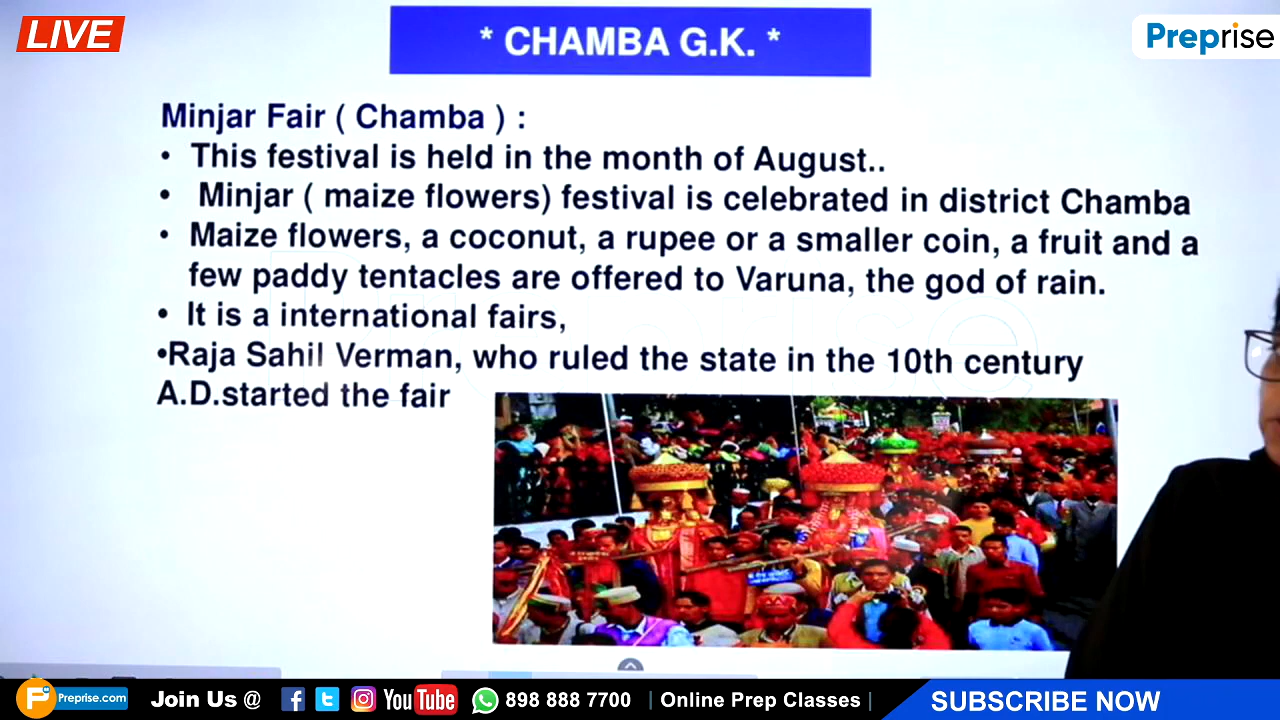 LIVE
* CHAMBA G.K. *
Preprise
Minjar Fair ( Chamba ) :
• This festival is held in the month of August..
• Minjar ( maize flowers) festival is celebrated in district Chamba
• Maize flowers, a coconut, a rupee or a smaller coin, a fruit and a
few paddy tentacles are offered to Varuna, the god of rain.
• It is a international fairs,
•Raja Sahil Verman, who ruled the state in the 10th century
A.D.started the fair
Preprise.com
Join Us @
YouTube
898 888 7700
| Online Prep Classes |
SUBSCRIBE NOW